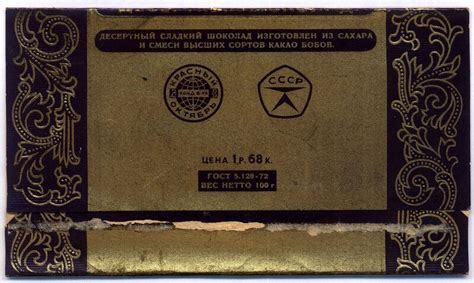 ДЕСЕРТНЫЙ СЛАДКИЙ ШОКОЛАД ИЗГОТОВЛЕН ИЗ САХАРА
И СМЕСИ ВЫСШИХ СОРТОВ КАКАО БОБОВ.
КРАСНЫЙ
ОКТЯБРЬ
СССР
ЦЕНА 1 Р. 68 К.
ГОСТ 5.128-72
ВЕС НЕТТО 100 г